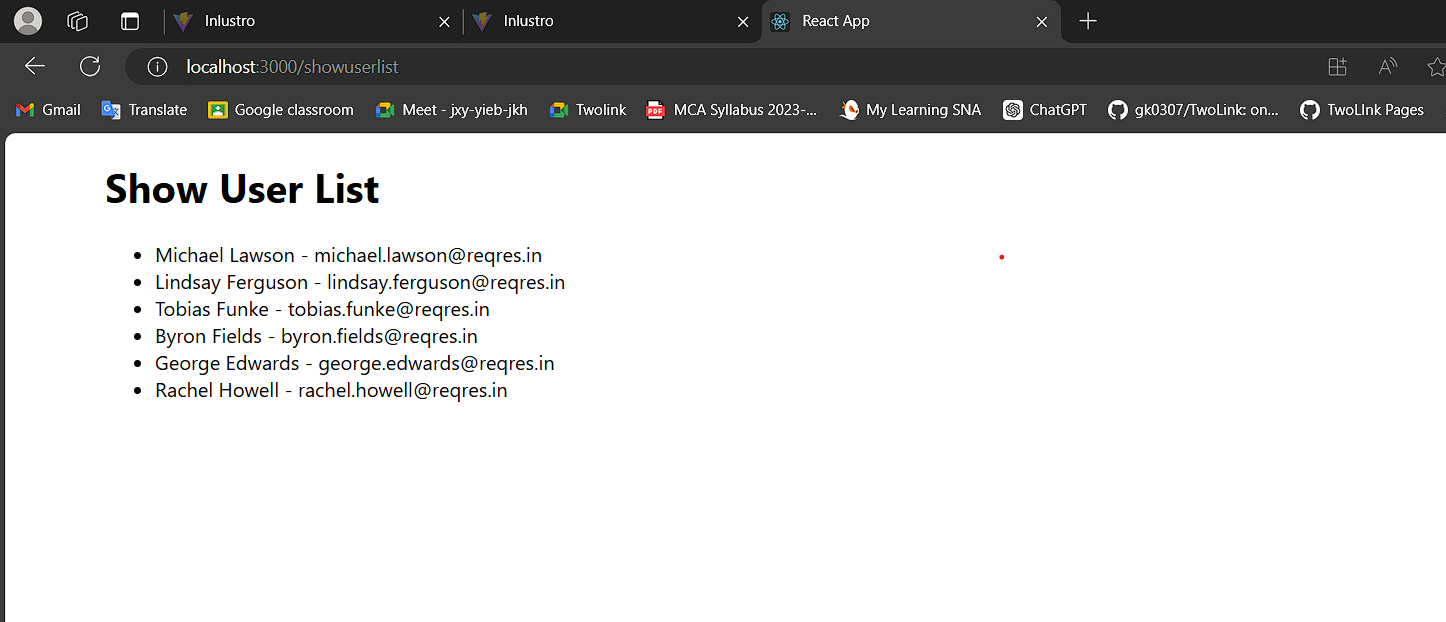 Inlustro
Inlustro
React App
localhost:3000/showuserlist
Gmail
Translate
Google classroom
Meet - jxy-yieb-jkh
Twolink
PDF
MCA Syllabus 2023-...
My Learning SNA
ChatGPT
gk0307/TwoLink: on...
TwoLInk Pages
Show User List
• Michael Lawson - michael.lawson@reqres.in
• Lindsay Ferguson - lindsay.ferguson@reqres.in
• Tobias Funke - tobias.funke@reqres.in
• Byron Fields - byron.fields@reqres.in
• George Edwards - george.edwards@reqres.in
• Rachel Howell - rachel.howell@reqres.in